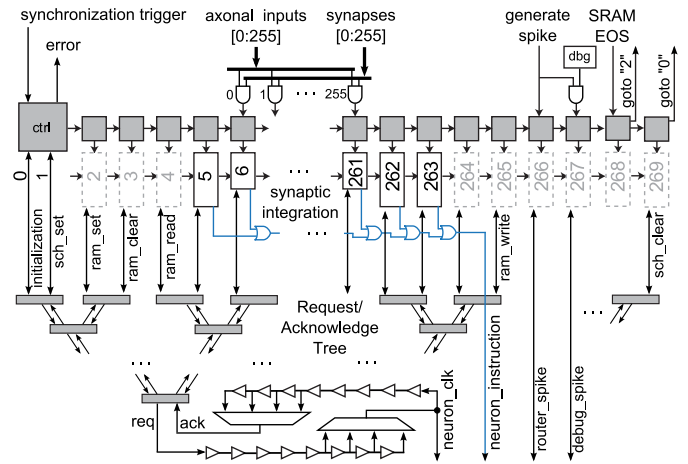 synchronization trigger
error
axonal inputs
[0:255]
synapses
[0:255]
generate
spike
SRAM
EOS
dbg
goto "2"
goto "0"
0
1
· · ·
255
ctrl
0
1
2
3
4
5
6
· · ·
261
262
263
264
265
266
267
268
269
synaptic
integration
· · ·
initialization
sch_set
ram_set
ram_clear
ram_read
ram_write
sch_clear
Request/
Acknowledge
Tree
· · ·
· · ·
· · ·
· · ·
req
ack
neuron_clk
neuron_instruction
router_spike
debug_spike